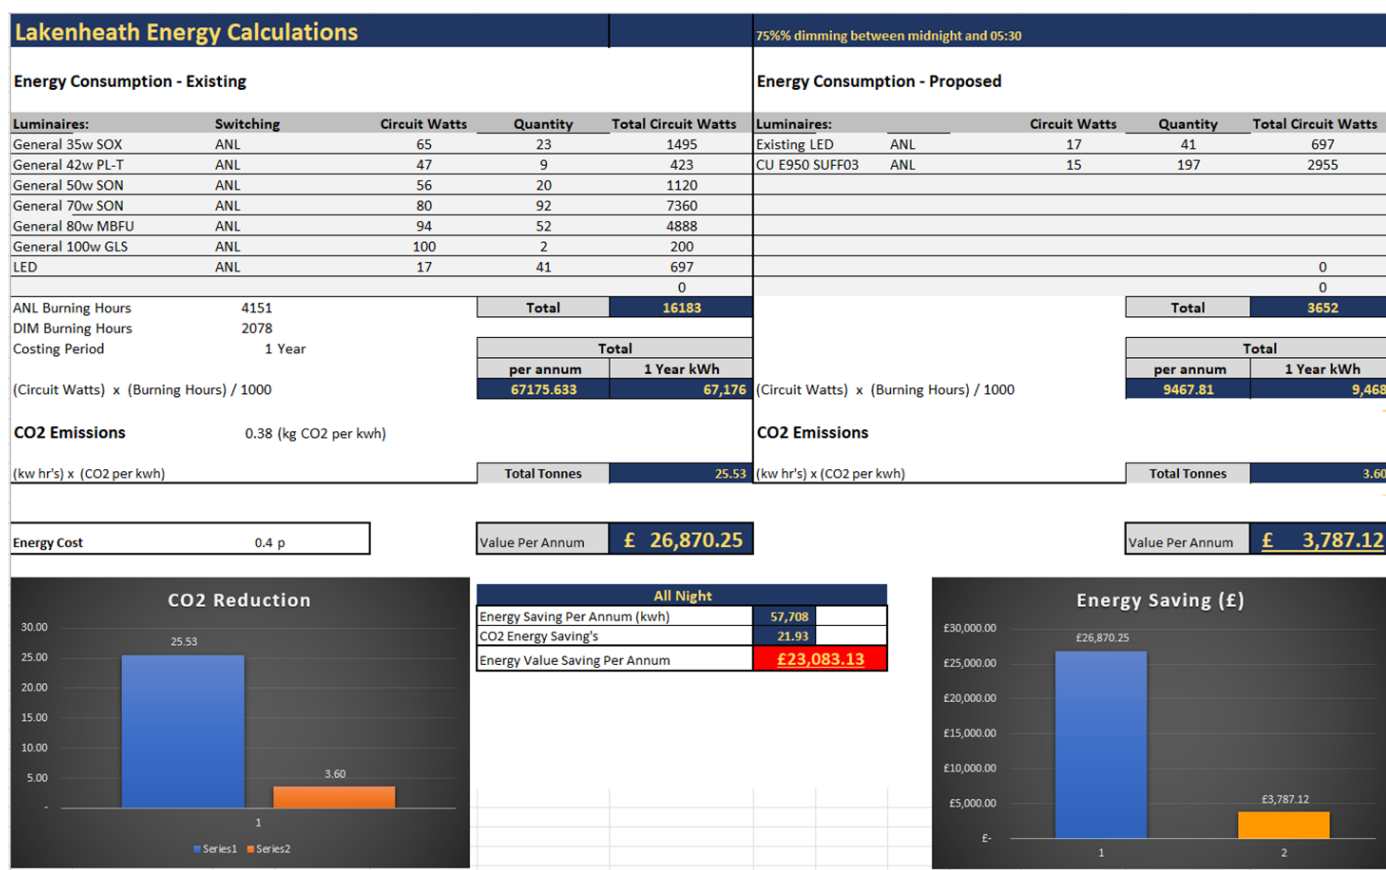 Lakenheath Energy Calculations 75%% dimming between midnight and 05:30
Energy Consumption - Existing Energy Consumption - Proposed
Luminaires: Switching Circuit Watts Quantity Total Circuit Watts Luminaires: Circuit Watts Quantity Total Circuit Watts
General 35w SOX ANL 65 23 1495 Existing LED ANL 17 41 697
General 42w PL-T ANL 47 9 423 CU E950 SUFF03 ANL 15 197 2955
General 50w SON ANL 56 20 1120
General 70w SON ANL 80 92 7360
General 80w MBFU ANL 94 52 4888
General 100w GLS ANL 100 2 200
LED ANL 17 41 697 0
0 0
ANL Burning Hours 4151 Total 16183 Total 3652
DIM Burning Hours 2078
Costing Period 1 Year Total Total
per annum 1 Year kWh per annum 1 Year kWh
(Circuit Watts) x (Burning Hours) / 1000 67175.633 67,176 (Circuit Watts) x (Burning Hours) / 1000 9467.81 9,468
CO2 Emissions 0.38 (kg CO2 per kwh) CO2 Emissions
(kw hr's) x (CO2 per kwh) Total Tonnes 25.53 (kw hr's) x (CO2 per kwh) Total Tonnes 3.60
Energy Cost 0.4 p Value Per Annum £ 26,870.25 Value Per Annum £ 3,787.12
CO2 Reduction
30.00
25.00
20.00
15.00
10.00
5.00
-
25.53
3.60
1
Series1 Series2
All Night
Energy Saving Per Annum (kwh) 57,708
CO2 Energy Saving's 21.93
Energy Value Saving Per Annum £23,083.13
Energy Saving (£)
£30,000.00
£25,000.00
£20,000.00
£15,000.00
£10,000.00
£5,000.00
£-
£26,870.25
£3,787.12
1 2